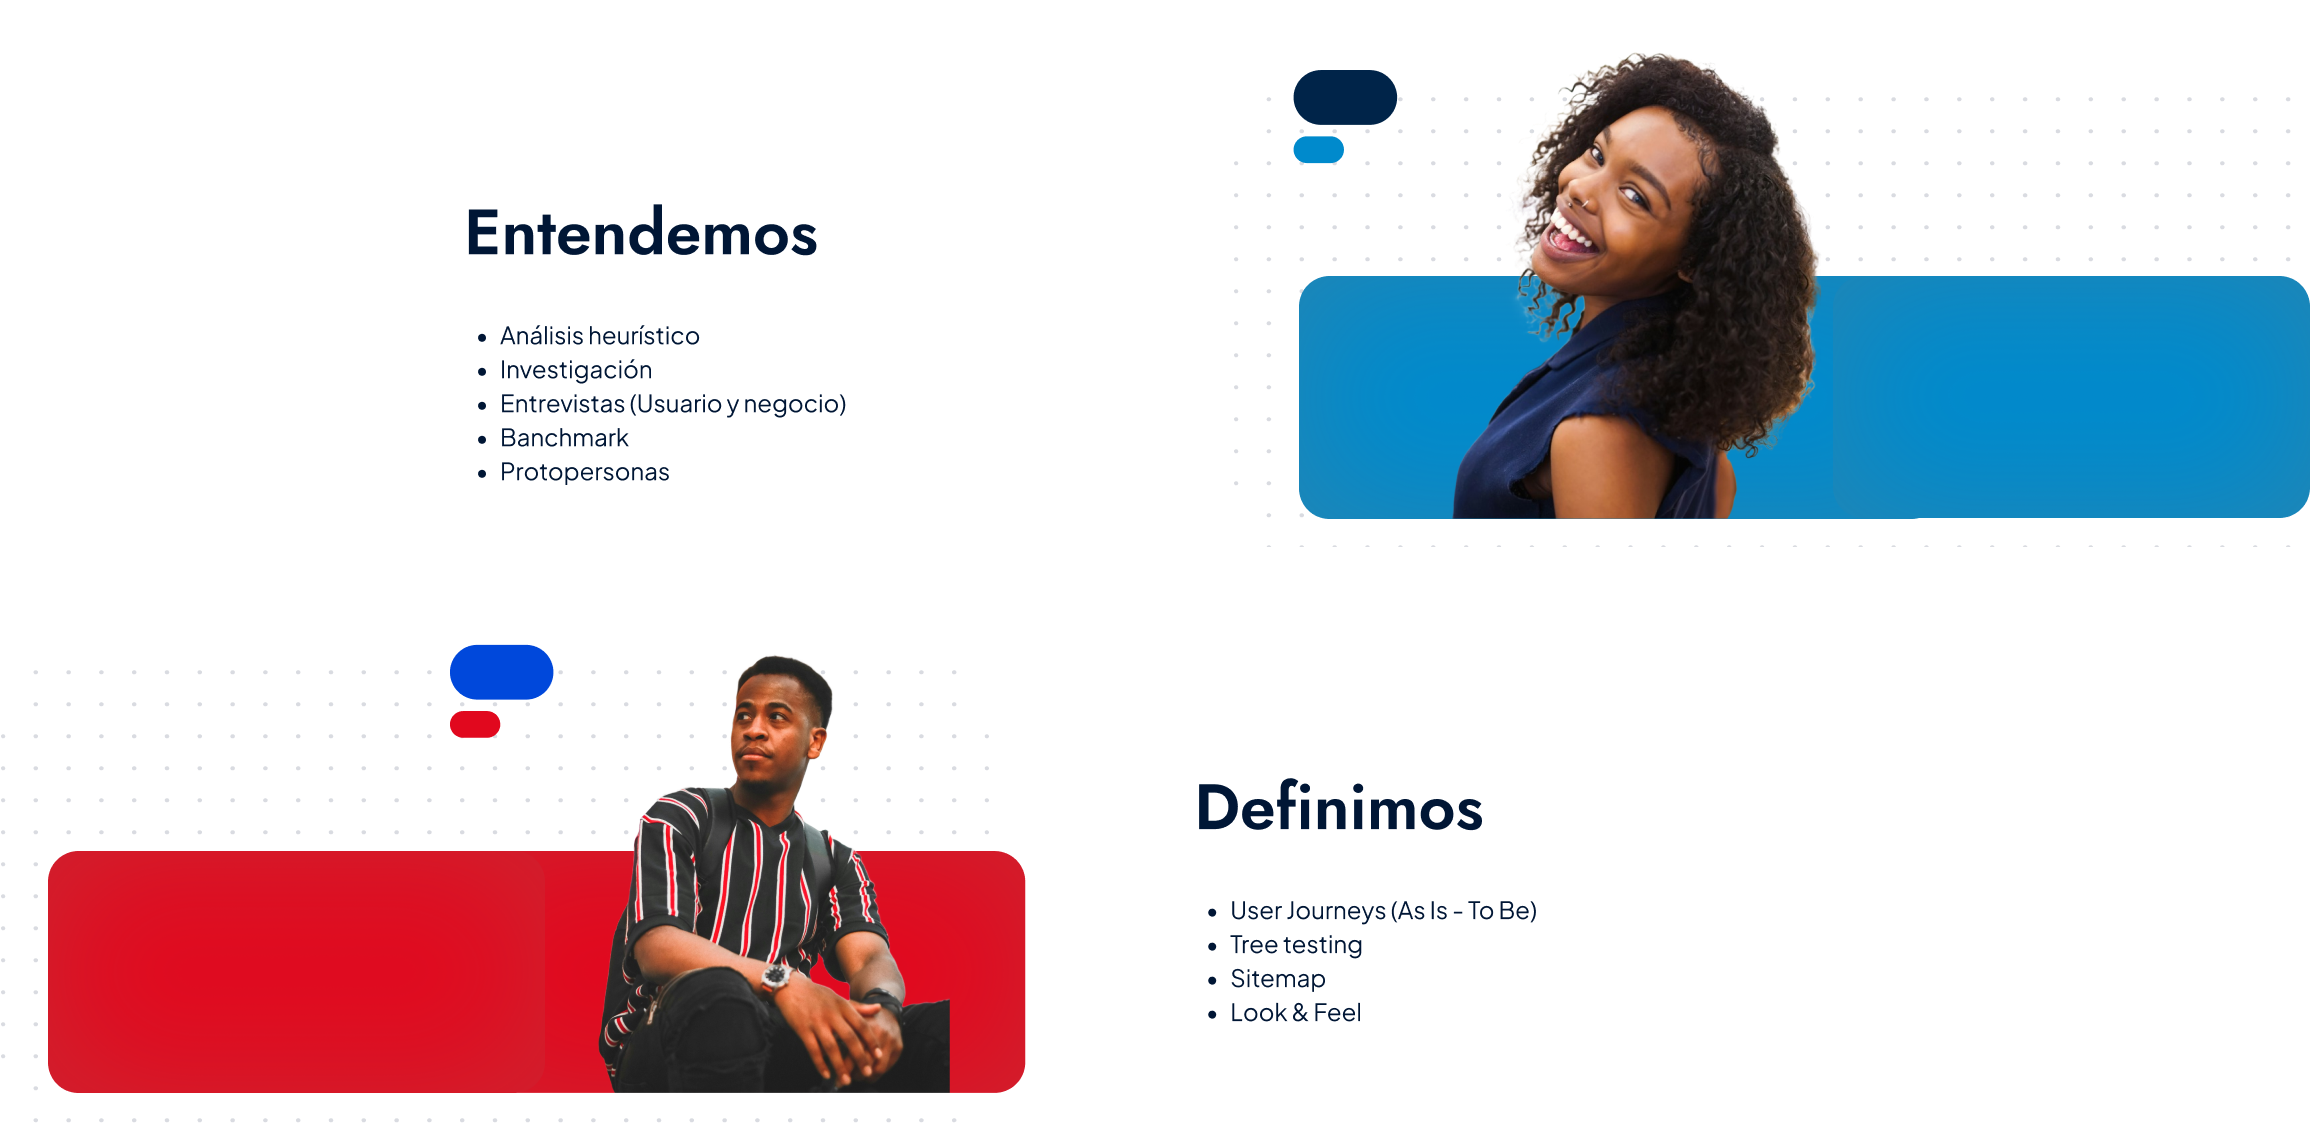 Entendemos
• Análisis heurístico
• Investigación
• Entrevistas (Usuario y negocio)
• Banchmark
• Protopersonas
Definimos
• User Journeys (As Is - To Be)
• Tree testing
• Sitemap
• Look & Feel